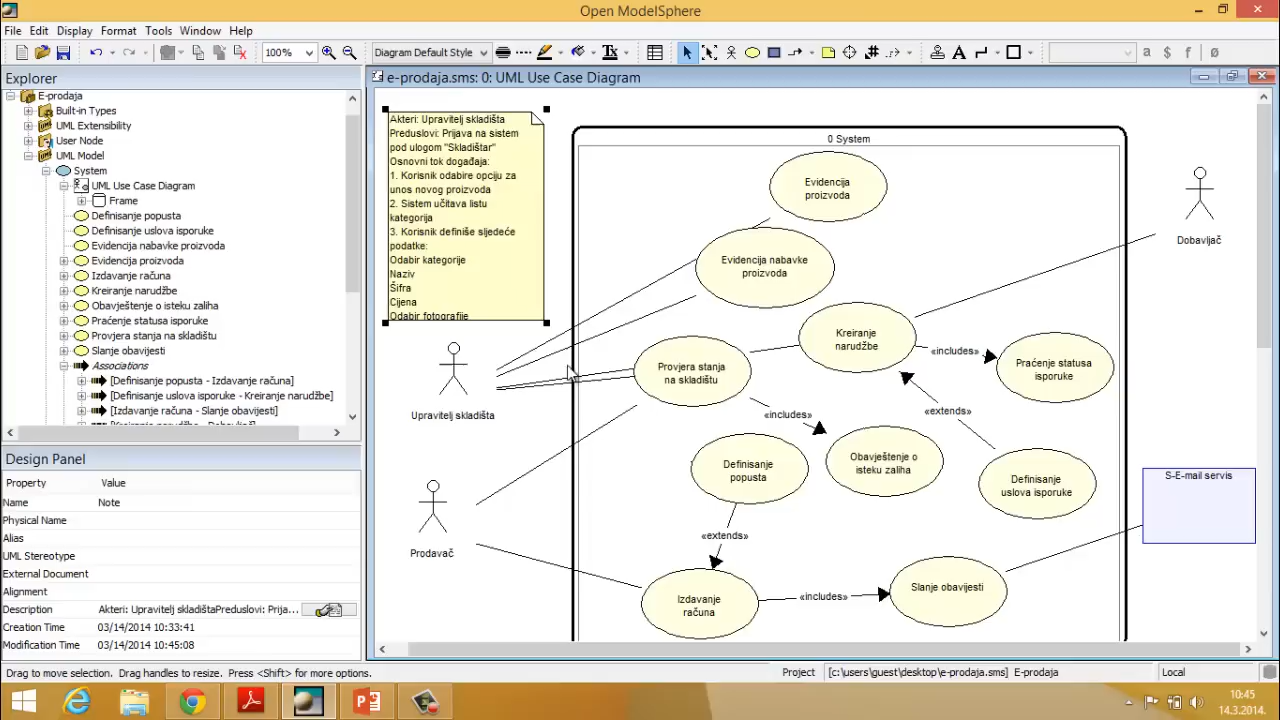 Open ModelSphere
File Edit Display Format Tools Window Help
100% Diagram Default Style Tx A a $ f ø
Explorer
E-prodaja
Built-in Types
UML Extensibility
User Node
UML Model
System
UML Use Case Diagram
Frame
Definisanje popusta
Definisanje uslova isporuke
Evidencija nabavke proizvoda
Evidencija proizvoda
Izdavanje računa
Kreiranje narudžbe
Obavještenje o isteku zaliha
Praćenje statusa isporuke
Provjera stanja na skladištu
Slanje obavijesti
Associations
[Definisanje popusta - Izdavanje računa]
[Definisanje uslova isporuke - Kreiranje narudžbe]
[Izdavanje računa - Slanje obavijesti]
[Kreiranje narudžbe - Dobavljač]
Design Panel
Property Value
Name Note
Physical Name
Alias
UML Stereotype
External Document
Alignment
Description Akteri: Upravitelj skladištaPreduslovi: Prija...
Creation Time 03/14/2014 10:33:41
Modification Time 03/14/2014 10:45:08
e-prodaja.sms: 0: UML Use Case Diagram
Akteri: Upravitelj skladišta
Preduslovi: Prijava na sistem
pod ulogom "Skladištar"
Osnovni tok događaja:
1. Korisnik odabire opciju za
unos novog proizvoda
2. Sistem učitava listu
kategorija
3. Korisnik definiše sljedeće
podatke:
Odabir kategorije
Naziv
Šifra
Cijena
Odabir fotografije
0 System
Evidencija
proizvoda
Evidencija nabavke
proizvoda
Dobavljač
Kreiranje
narudžbe
«includes»
Praćenje statusa
isporuke
Provjera stanja
na skladištu
Upravitelj skladišta
«includes»
«extends»
Definisanje
popusta
Obavještenje o
isteku zaliha
Definisanje
uslova isporuke
S-E-mail servis
Prodavač
«extends»
Izdavanje
računa
«includes»
Slanje obavijesti
Drag to move selection. Drag handles to resize. Press <Shift> for more options.
Project [c:\users\guest\desktop\e-prodaja.sms] E-prodaja Local
10:45
14.3.2014.